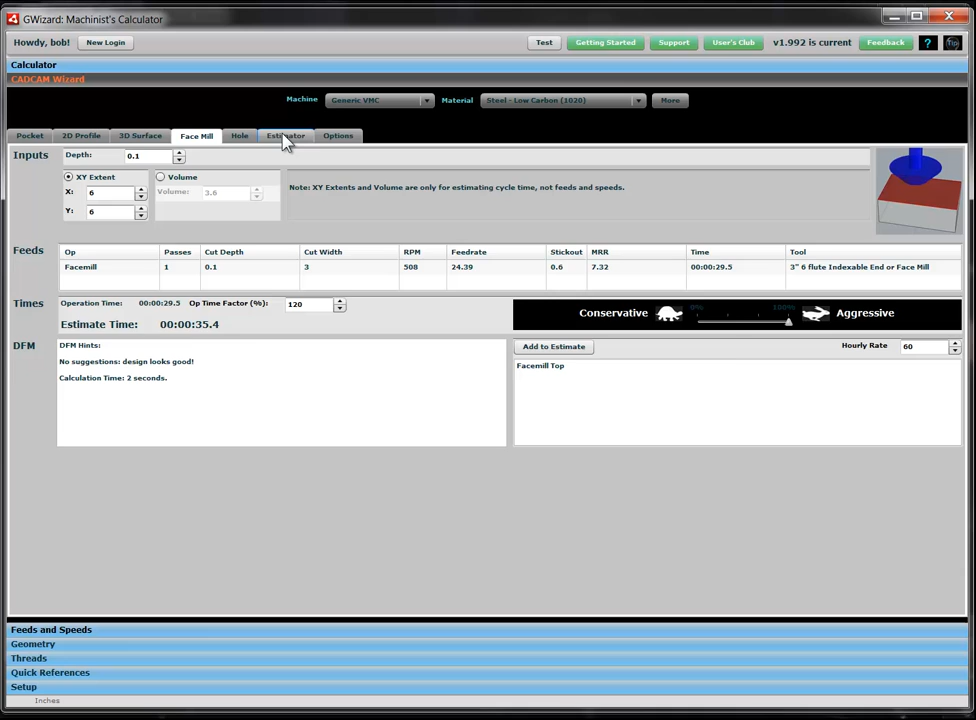 GWizard: Machinist's Calculator
Howdy, bob! New Login Test Getting Started Support User's Club v1.992 is current Feedback ? Tip
Calculator
CADCAM Wizard
Machine Generic VMC Material Steel - Low Carbon (1020) More
Pocket 2D Profile 3D Surface Face Mill Hole Estimator Options
Inputs Depth: 0.1
XY Extent Volume
X: 6 Volume: 3.6 Note: XY Extents and Volume are only for estimating cycle time, not feeds and speeds.
Y: 6
Feeds Op Passes Cut Depth Cut Width RPM Feedrate Stickout MRR Time Tool
Facemill 1 0.1 3 508 24.39 0.6 7.32 00:00:29.5 3" 6 flute Indexable End or Face Mill
Times Operation Time: 00:00:29.5 Op Time Factor (%): 120
0% 100%
Conservative Aggressive
Estimate Time: 00:00:35.4
DFM DFM Hints: Add to Estimate Hourly Rate 60
No suggestions: design looks good! Facemill Top
Calculation Time: 2 seconds.
Feeds and Speeds
Geometry
Threads
Quick References
Setup
Inches